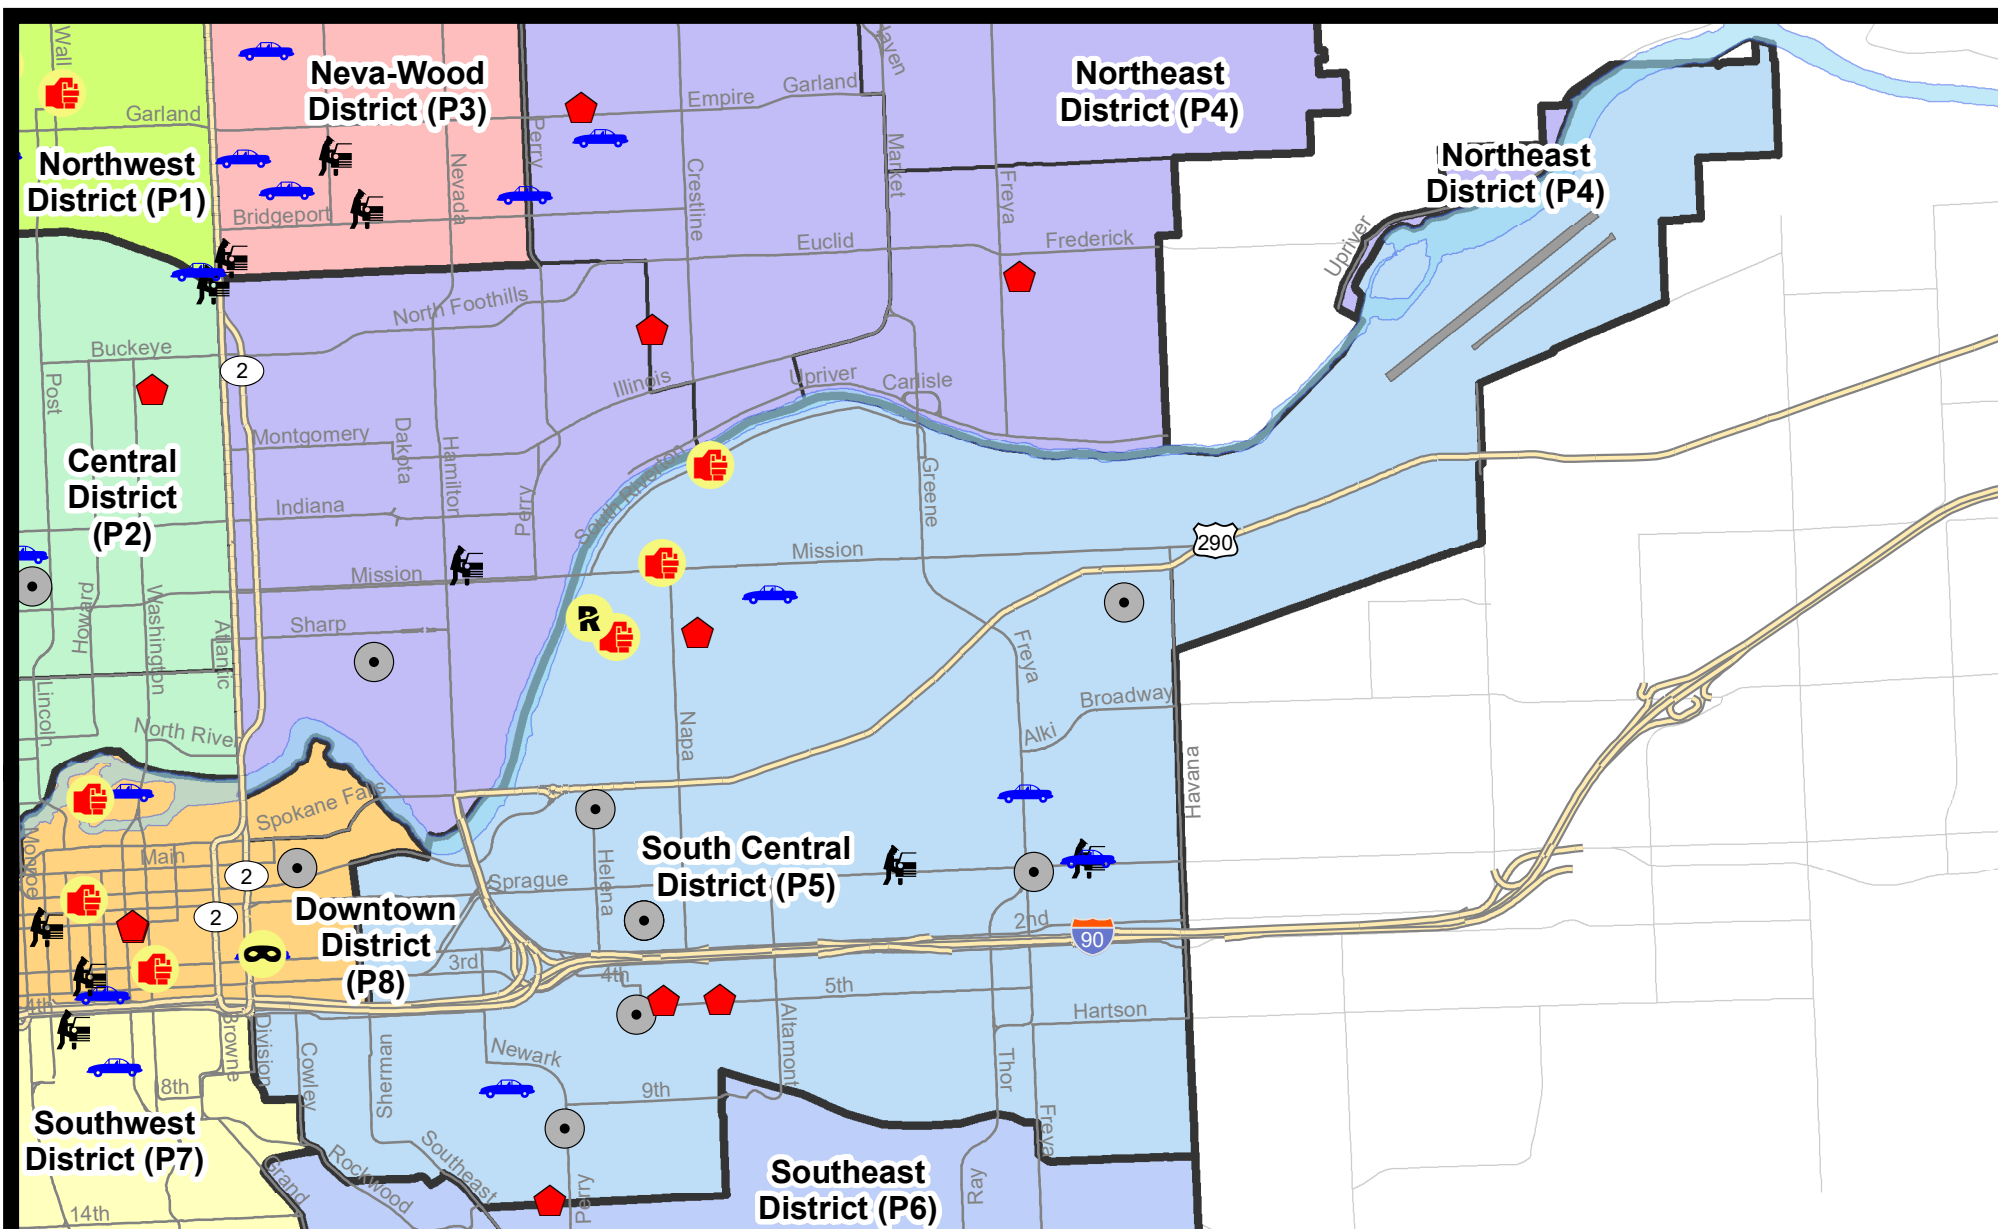 Wall
Neva-Wood
District (P3)
Garland
Northwest
District (P1)
Bridgeport
Nevada
Perry
Empire
Garland
Crestline
Market
Northeast
District (P4)
Freya
Euclid
Frederick
Northeast
District (P4)
Upriver
North Foothills
Buckeye
2
Post
Illinois
Upriver
Carlisle
Montgomery
Dakota
Hamilton
Central
District
(P2)
Indiana
Perry
South Riverton
Greene
290
Mission
Mission
Howard
Washington
Atlantic
Sharp
Lincoln
North River
Napa
Freya
Broadway
Alki
Havana
Spokane Falls
Monroe
Main
2
2
Helena
South Central
District (P5)
Sprague
Downtown
District
(P8)
2nd
90
3rd
4th
4th
5th
Hartson
Altamont
Browne
Division
Cowley
Sherman
Newark
9th
Thor
Freya
8th
Southwest
District (P7)
Grand
Rockwood
Southeast
Perry
Southeast
District (P6)
Ray
14th
R